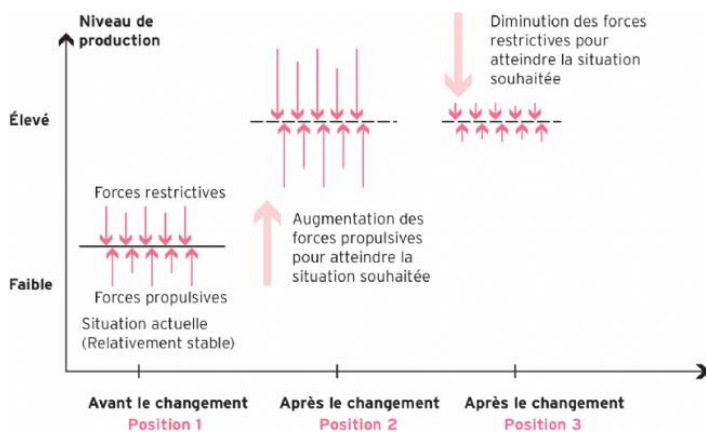 Niveau de
production
Élevé
Faible
Forces restrictives
Forces propulsives
Situation actuelle
(Relativement stable)
Augmentation des
forces propulsives
pour atteindre la
situation souhaitée
Diminution des forces
restrictives pour
atteindre la situation
souhaitée
Avant le changement
Position 1
Après le changement
Position 2
Après le changement
Position 3